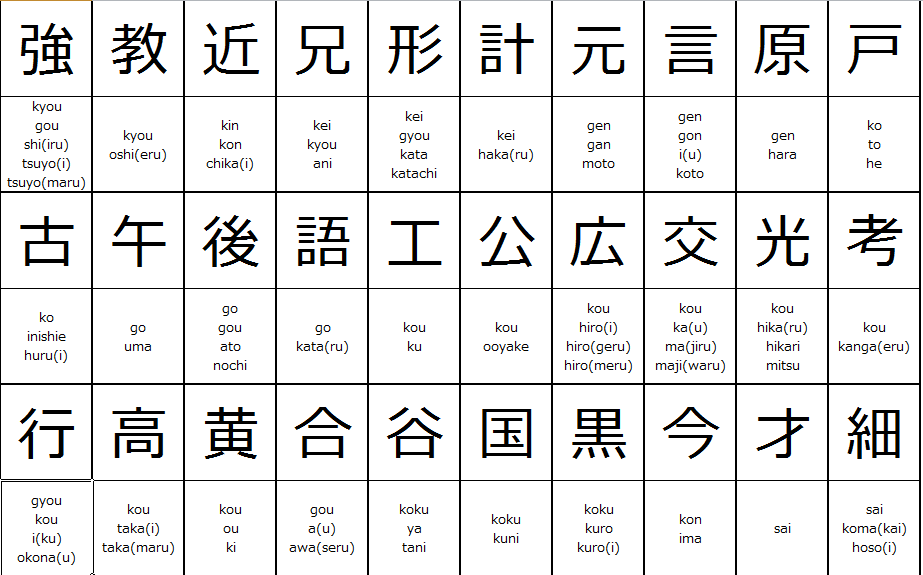 強 教 近 兄 形 計 元 言 原 戸
kyou
gou
shi(iru)
tsuyo(i)
tsuyo(maru)
kyou
oshi(eru)
kin
kon
chika(i)
kei
kyou
ani
kei
gyou
kata
katachi
kei
haka(ru)
gen
gan
moto
gen
gon
i(u)
koto
gen
hara
ko
to
he
古 午 後 語 工 公 広 交 光 考
ko
inishie
huru(i)
go
uma
go
gou
ato
nochi
go
kata(ru)
kou
ku
kou
ooyake
kou
hiro(i)
hiro(geru)
hiro(meru)
kou
ka(u)
ma(jiru)
maji(waru)
kou
hika(ru)
hikari
mitsu
kou
kanga(eru)
行 高 黄 合 谷 国 黒 今 才 細
gyou
kou
i(ku)
okona(u)
kou
taka(i)
taka(maru)
kou
ou
ki
gou
a(u)
awa(seru)
koku
ya
tani
koku
kuni
koku
kuro
kuro(i)
kon
ima
sai
sai
koma(kai)
hoso(i)